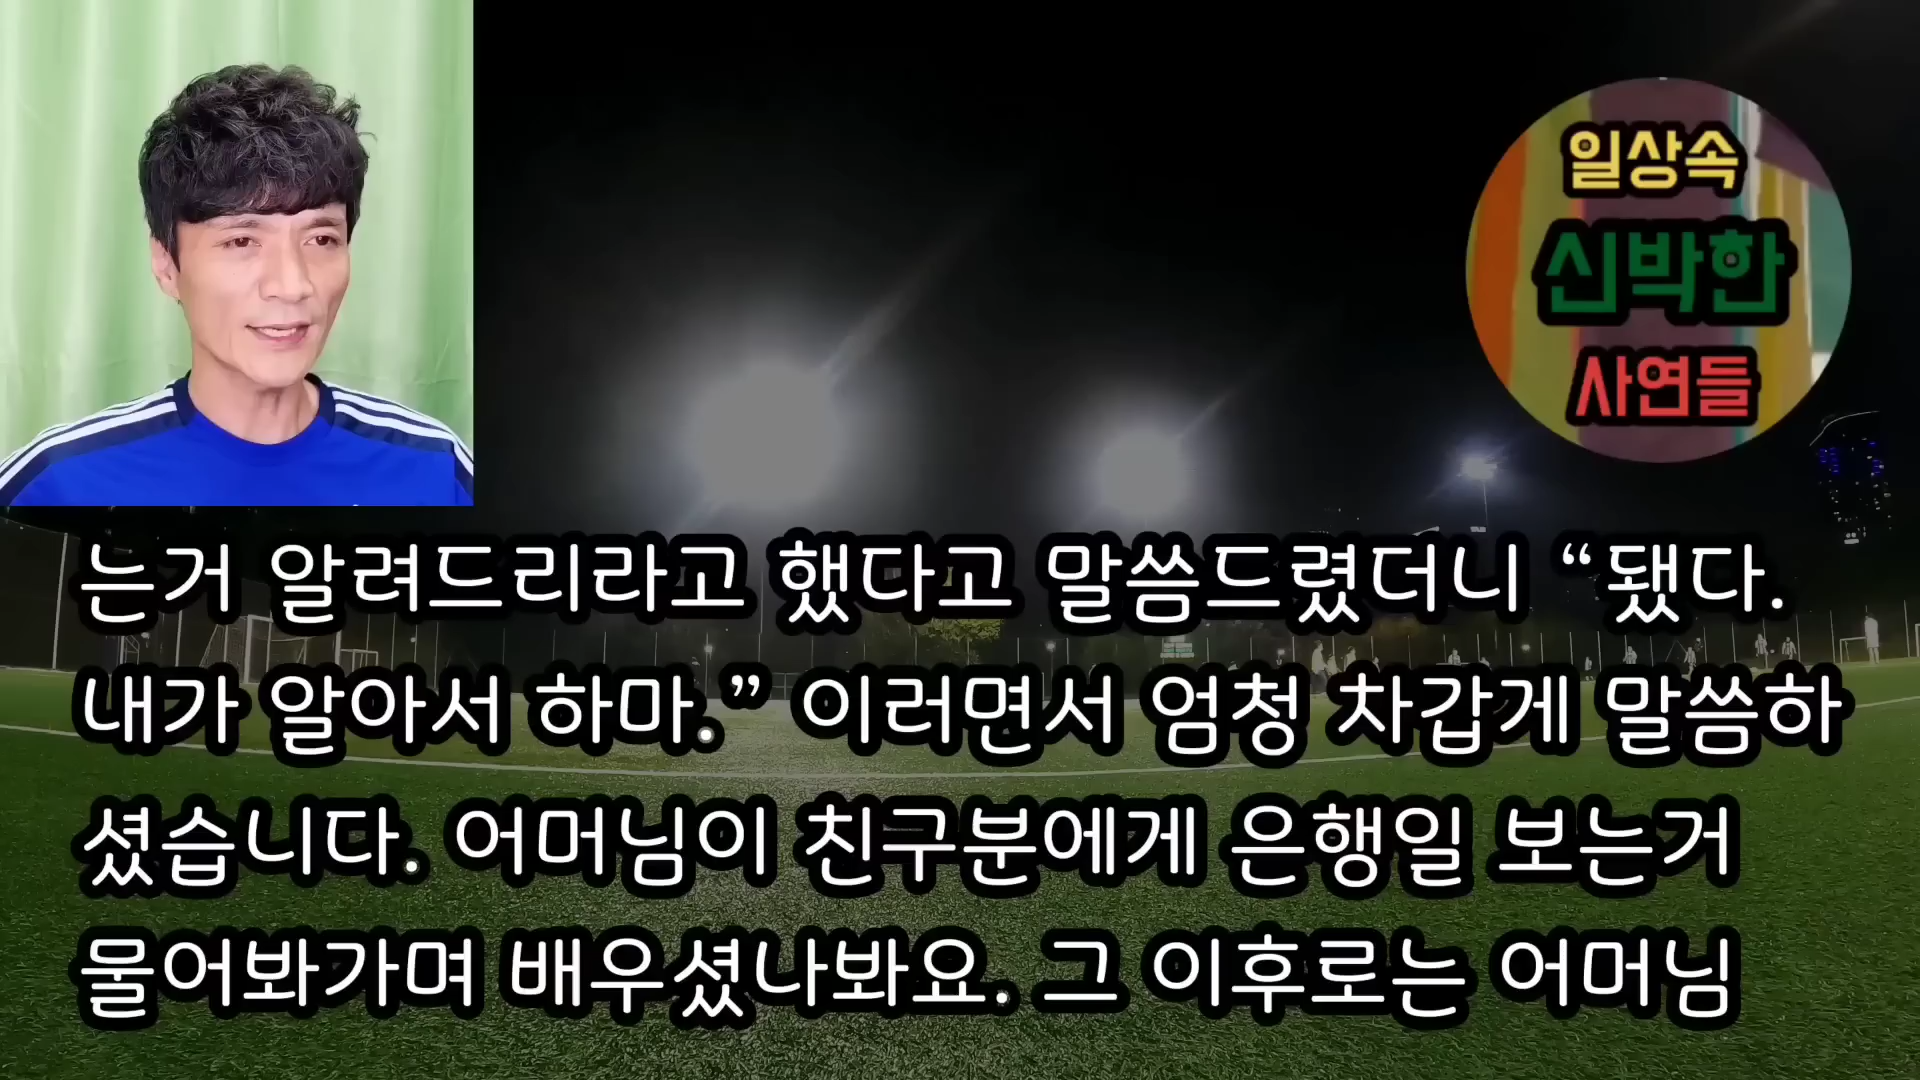 일상속
신박한
사연들
는거 알려드리라고 했다고 말씀드렸더니 “됐다.
내가 알아서 하마.” 이러면서 엄청 차갑게 말씀하
셨습니다. 어머님이 친구분에게 은행일 보는거
물어봐가며 배우셨나봐요. 그 이후로는 어머님